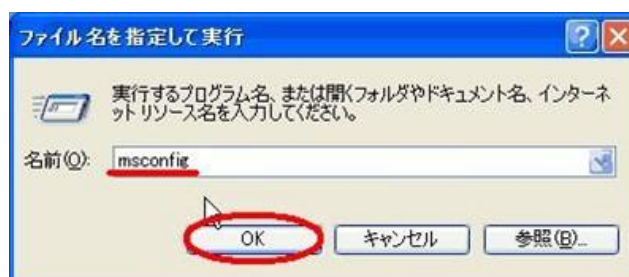 ファイル名を指定して実行
実行するプログラム名、または開くフォルダやドキュメント名、インターネ
ット リソース名を入力してください。
名前(O): msconfig
OK キャンセル 参照(B)...